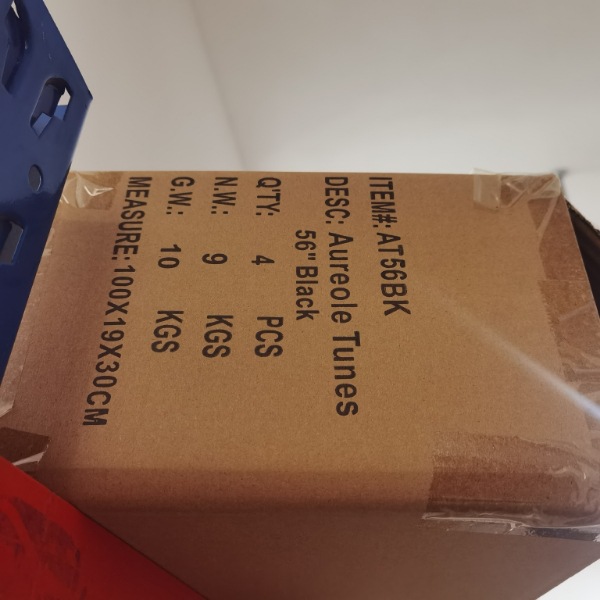 ITEM#: AT56BK
DESC: Aureole Tunes
56" Black
Q'TY: 4 PCS
N.W.: 9 KGS
G.W.: 10 KGS
MEASURE: 100X19X30CM